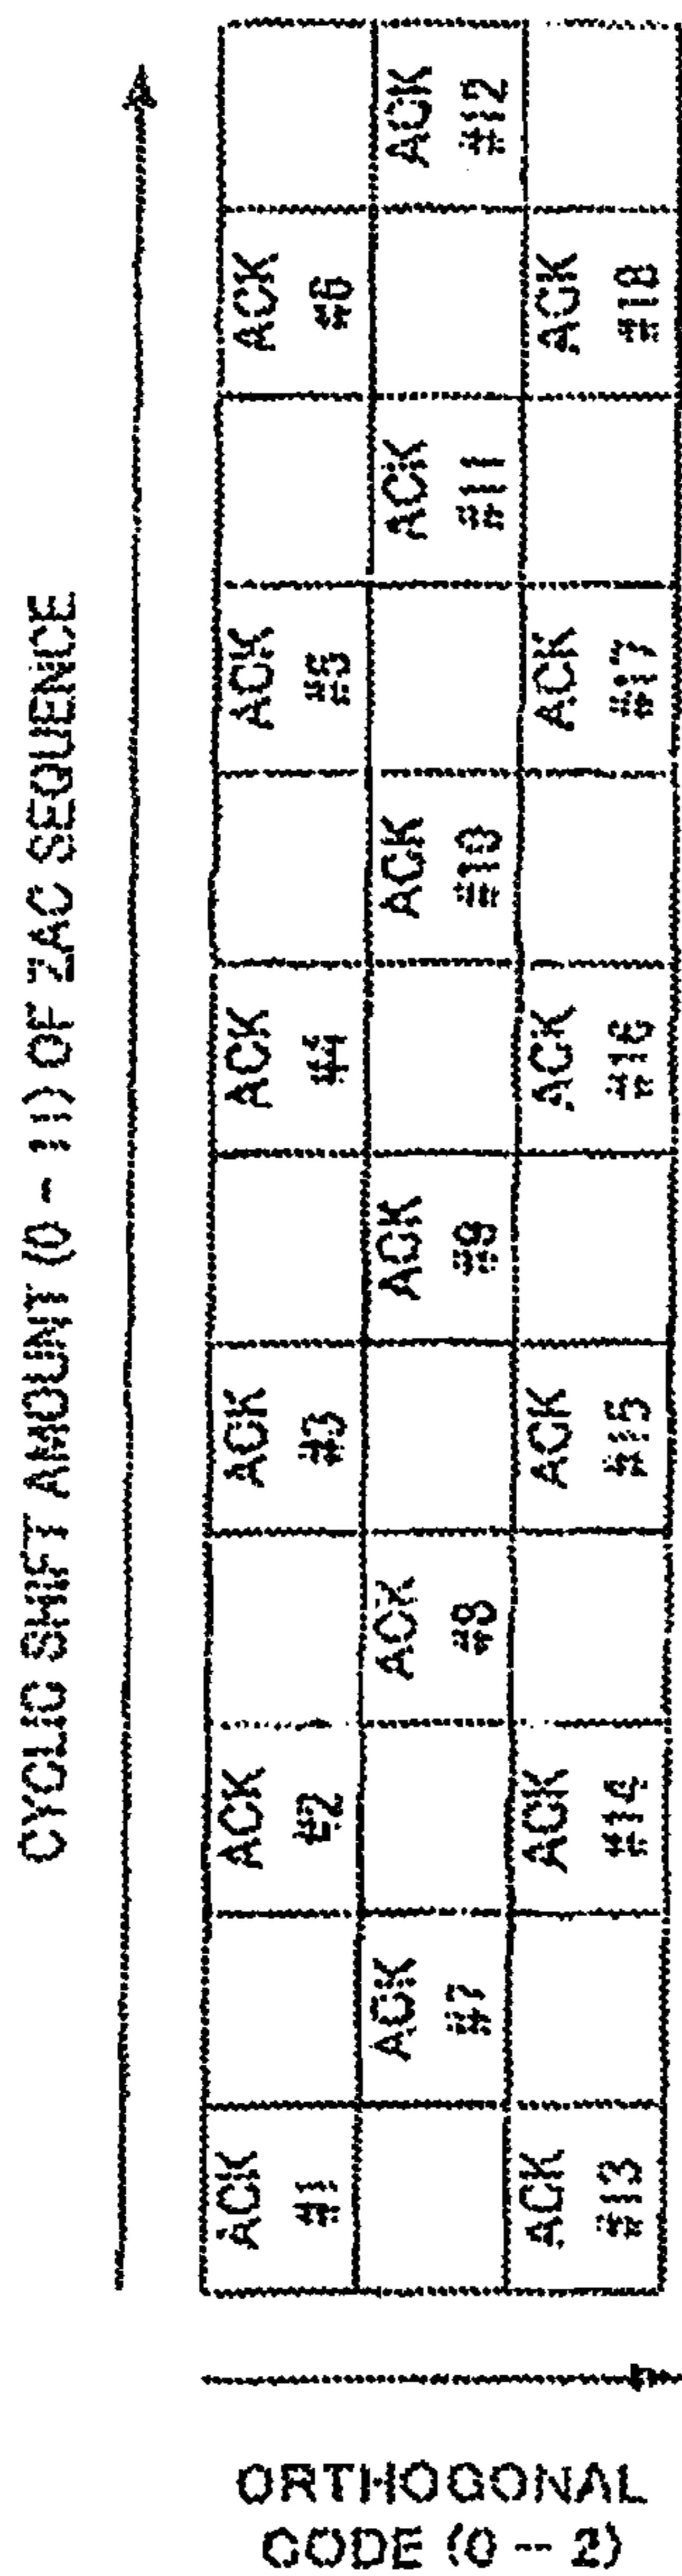 CYCLIC SHIFT AMOUNT (0 - 11) OF ZAC SEQUENCE
ACK
#1
ACK
#2
ACK
#3
ACK
#4
ACK
#5
ACK
#6
ACK
#7
ACK
#8
ACK
#9
ACK
#10
ACK
#11
ACK
#12
ACK
#13
ACK
#14
ACK
#15
ACK
#16
ACK
#17
ACK
#18
ORTHOGONAL
CODE (0 - 2)